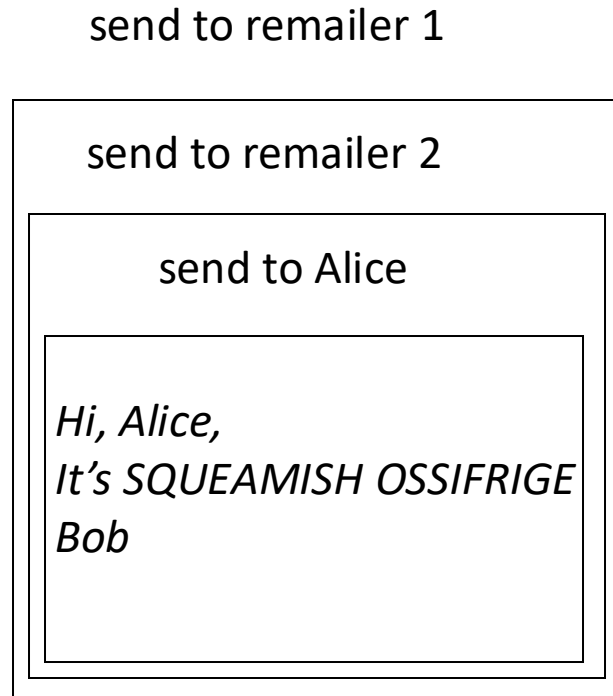 send to remailer 1
send to remailer 2
send to Alice
Hi, Alice,
It’s SQUEAMISH OSSIFRIGE
Bob